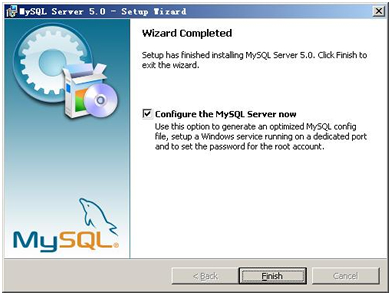 MySQL Server 5.0 - Setup Wizard
Wizard Completed
Setup has finished installing MySQL Server 5.0. Click Finish to
exit the wizard.
Configure the MySQL Server now
Use this option to generate an optimized MySQL config
file, setup a Windows service running on a dedicated port
and to set the password for the root account.
MySQL®
< Back
Finish
Cancel